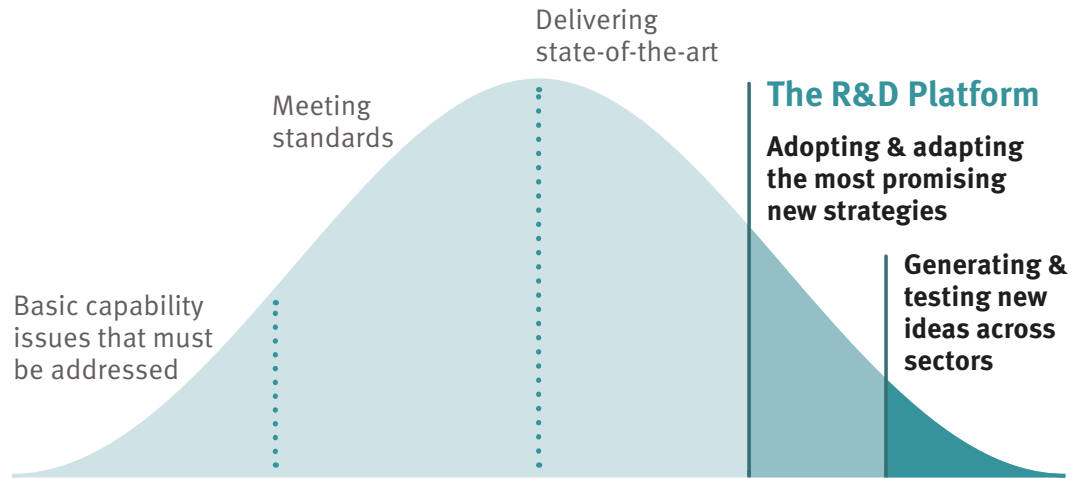 Delivering
state-of-the-art
Meeting
standards
The R&D Platform
Adopting & adapting
the most promising
new strategies
Generating &
testing new
ideas across
sectors
Basic capability
issues that must
be addressed